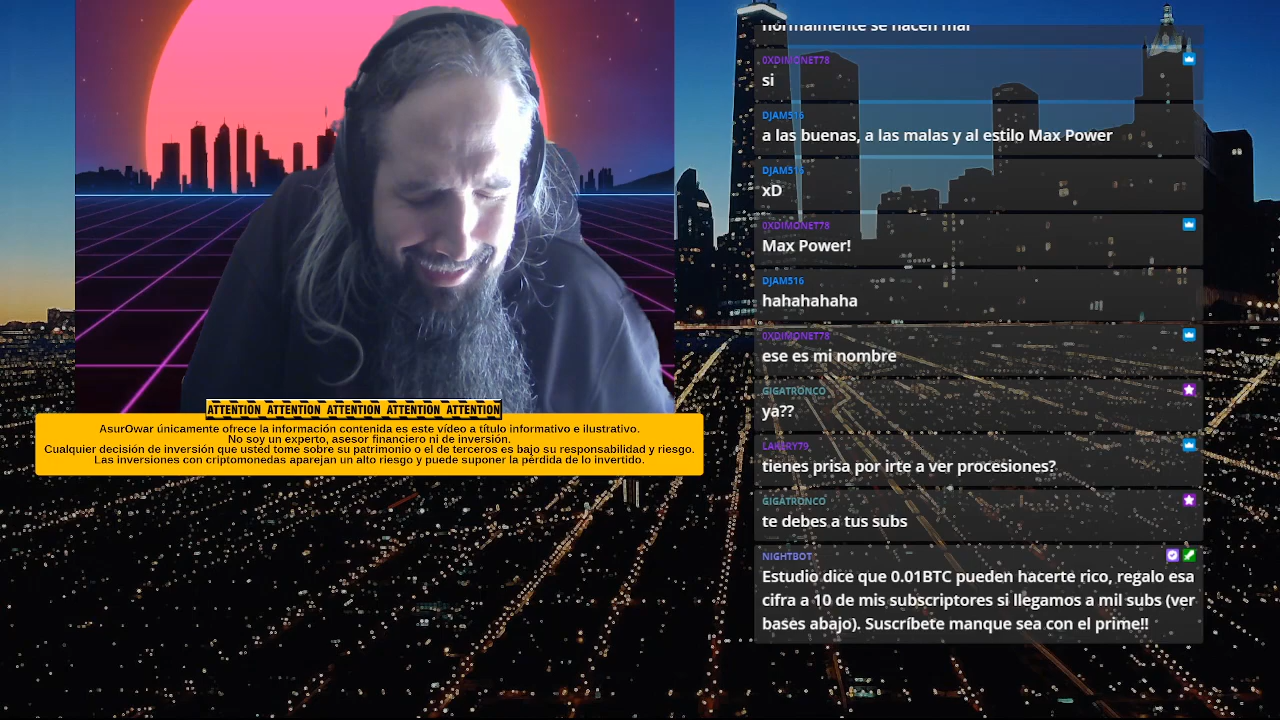 normalmente se hacen mal
0XDIMONET78
si
DJAM516
a las buenas, a las malas y al estilo Max Power
DJAM516
xD
0XDIMONET78
Max Power!
DJAM516
hahahahaha
0XDIMONET78
ese es mi nombre
GIGATRONCO
ya??
LAKERY79
tienes prisa por irte a ver procesiones?
GIGATRONCO
te debes a tus subs
NIGHTBOT
Estudio dice que 0.01BTC pueden hacerte rico, regalo esa
cifra a 10 de mis subscriptores si llegamos a mil subs (ver
bases abajo). Suscríbete manque sea con el prime!!
ATTENTION ATTENTION ATTENTION ATTENTION ATTENTION
AsurOwar únicamente ofrece la información contenida es este vídeo a título informativo e ilustrativo.
No soy un experto, asesor financiero ni de inversión.
Cualquier decisión de inversión que usted tome sobre su patrimonio o el de terceros es bajo su responsabilidad y riesgo.
Las inversiones con criptomonedas aparejan un alto riesgo y puede suponer la pérdida de lo invertido.